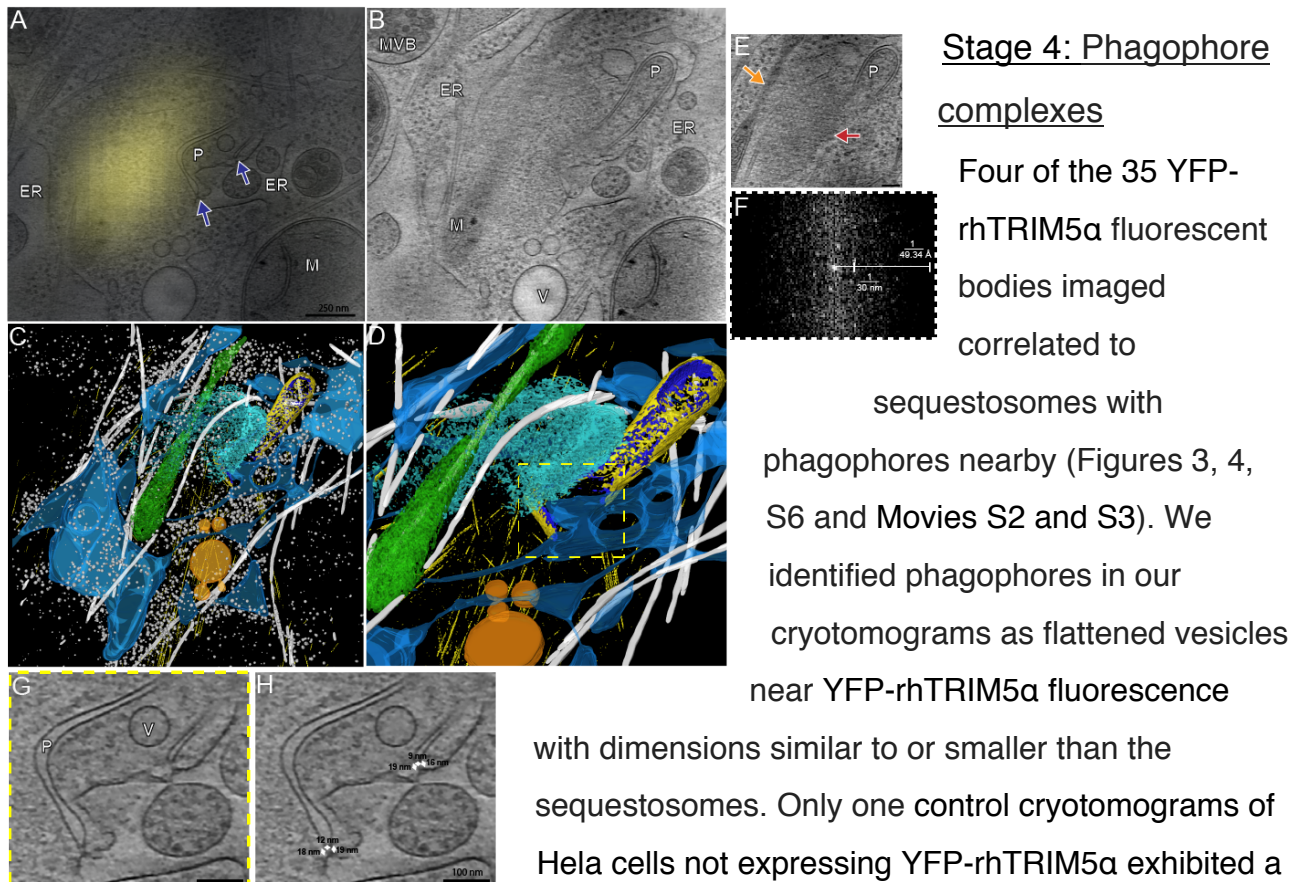 A
P
ER
ER
M
250 nm
B
MVB
ER
P
ER
M
V
E
P
F
1
49.34 Å
1
30 nm
C
D
G
P
V
H
9 nm
19 nm 16 nm
12 nm
18 nm 19 nm
100 nm
Stage 4: Phagophore
complexes
Four of the 35 YFP-
rhTRIM5α fluorescent
bodies imaged
correlated to
sequestosomes with
phagophores nearby (Figures 3, 4,
S6 and Movies S2 and S3). We
identified phagophores in our
cryotomograms as flattened vesicles
near YFP-rhTRIM5α fluorescence
with dimensions similar to or smaller than the
sequestosomes. Only one control cryotomograms of
Hela cells not expressing YFP-rhTRIM5α exhibited a